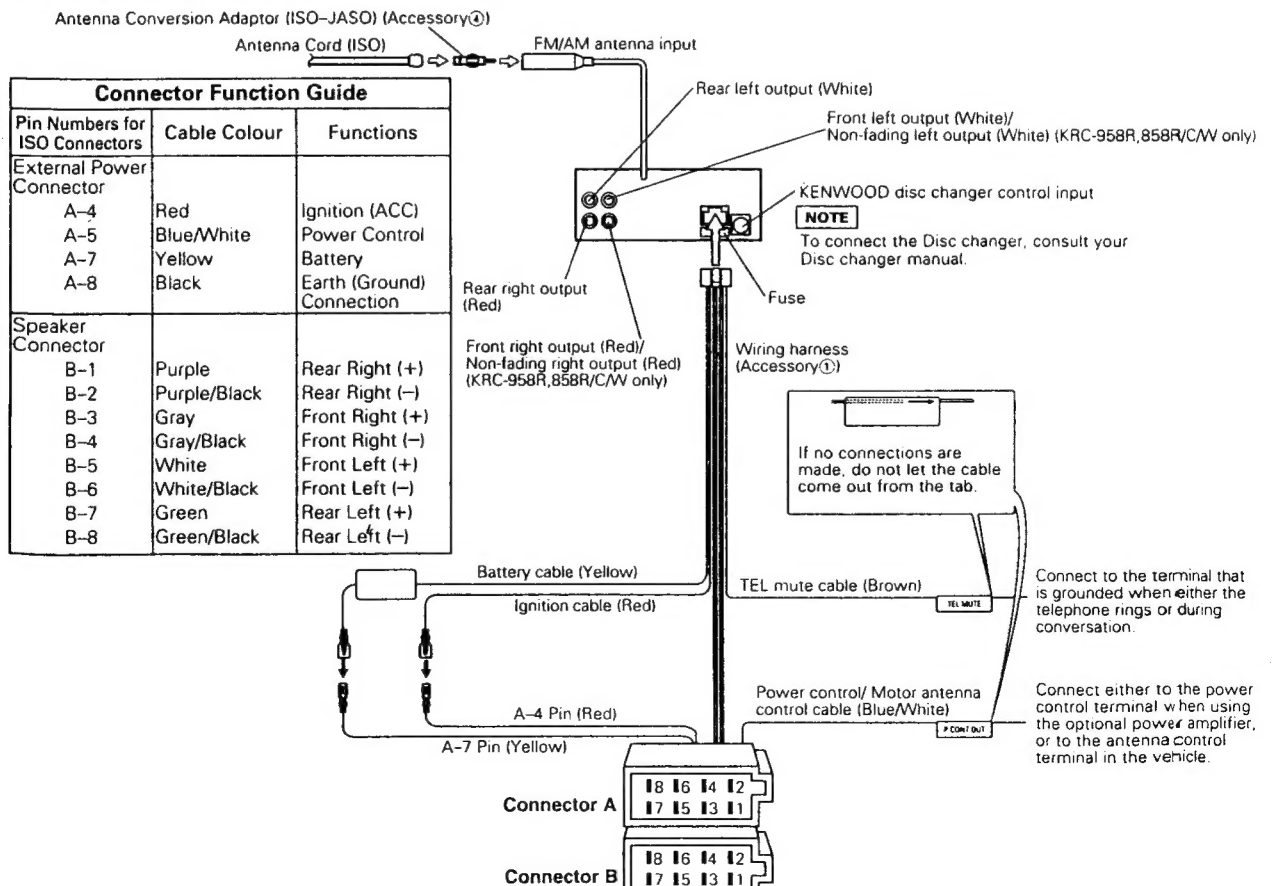 Antenna Conversion Adaptor (ISO–JASO) (Accessory④)
Antenna Cord (ISO)
FM/AM antenna input
Connector Function Guide
Pin Numbers for ISO Connectors Cable Colour Functions
External Power Connector
A–4 Red Ignition (ACC)
A–5 Blue/White Power Control
A–7 Yellow Battery
A–8 Black Earth (Ground) Connection
Speaker Connector
B–1 Purple Rear Right (+)
B–2 Purple/Black Rear Right (–)
B–3 Gray Front Right (+)
B–4 Gray/Black Front Right (–)
B–5 White Front Left (+)
B–6 White/Black Front Left (–)
B–7 Green Rear Left (+)
B–8 Green/Black Rear Left (–)
Rear left output (White)
Front left output (White)/
Non-fading left output (White) (KRC-958R,858R/C/W only)
KENWOOD disc changer control input
NOTE
To connect the Disc changer, consult your
Disc changer manual.
Rear right output
(Red)
Fuse
Front right output (Red)/
Non-fading right output (Red)
(KRC-958R,858R/C/W only)
Wiring harness
(Accessory①)
If no connections are
made, do not let the cable
come out from the tab.
Battery cable (Yellow)
Ignition cable (Red)
TEL mute cable (Brown)
TEL MUTE
Connect to the terminal that
is grounded when either the
telephone rings or during
conversation.
A–4 Pin (Red)
A–7 Pin (Yellow)
Power control/ Motor antenna
control cable (Blue/White)
P.CONT OUT
Connect either to the power
control terminal when using
the optional power amplifier,
or to the antenna control
terminal in the vehicle.
Connector A
8 6 4 2
7 5 3 1
Connector B
8 6 4 2
7 5 3 1